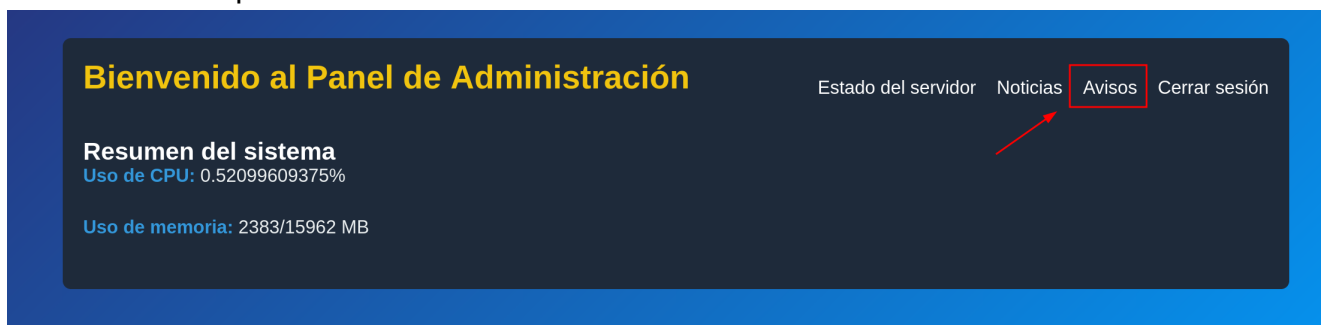 Bienvenido al Panel de Administración
Estado del servidor Noticias Avisos Cerrar sesión
Resumen del sistema
Uso de CPU: 0.52099609375%
Uso de memoria: 2383/15962 MB